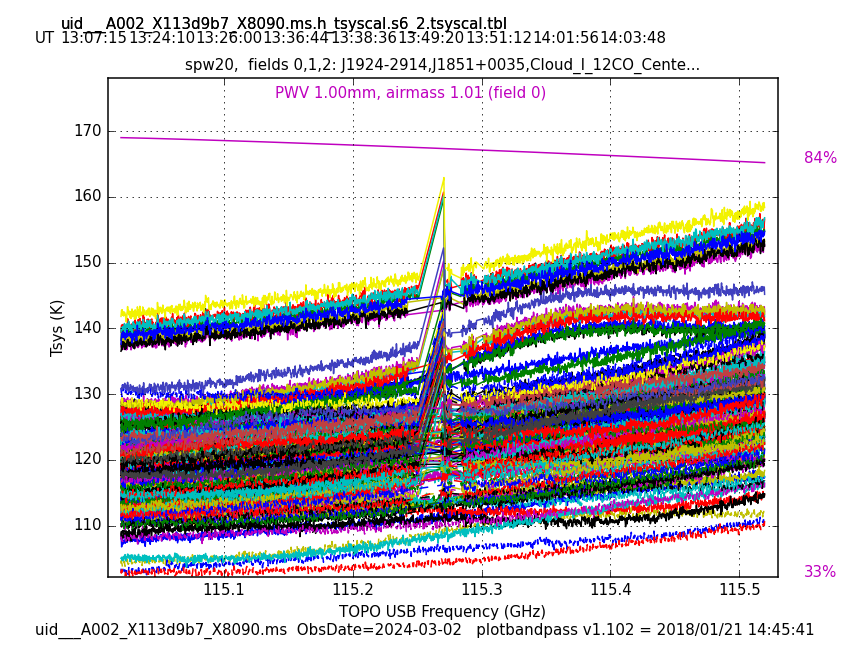 uid___A002_X113d9b7_X8090.ms.h_tsyscal.s6_2.tsyscal.tbl
UT 13:07:15 13:24:10 13:26:00 13:36:44 13:38:36 13:49:20 13:51:12 14:01:56 14:03:48
spw20,  fields 0,1,2: J1924-2914,J1851+0035,Cloud_I_12CO_Cente...
PWV 1.00mm, airmass 1.01 (field 0)
170
84%
160
150
Tsys (K)
140
130
120
110
33%
115.1 115.2 115.3 115.4 115.5
TOPO USB Frequency (GHz)
uid___A002_X113d9b7_X8090.ms  ObsDate=2024-03-02   plotbandpass v1.102 = 2018/01/21 14:45:41